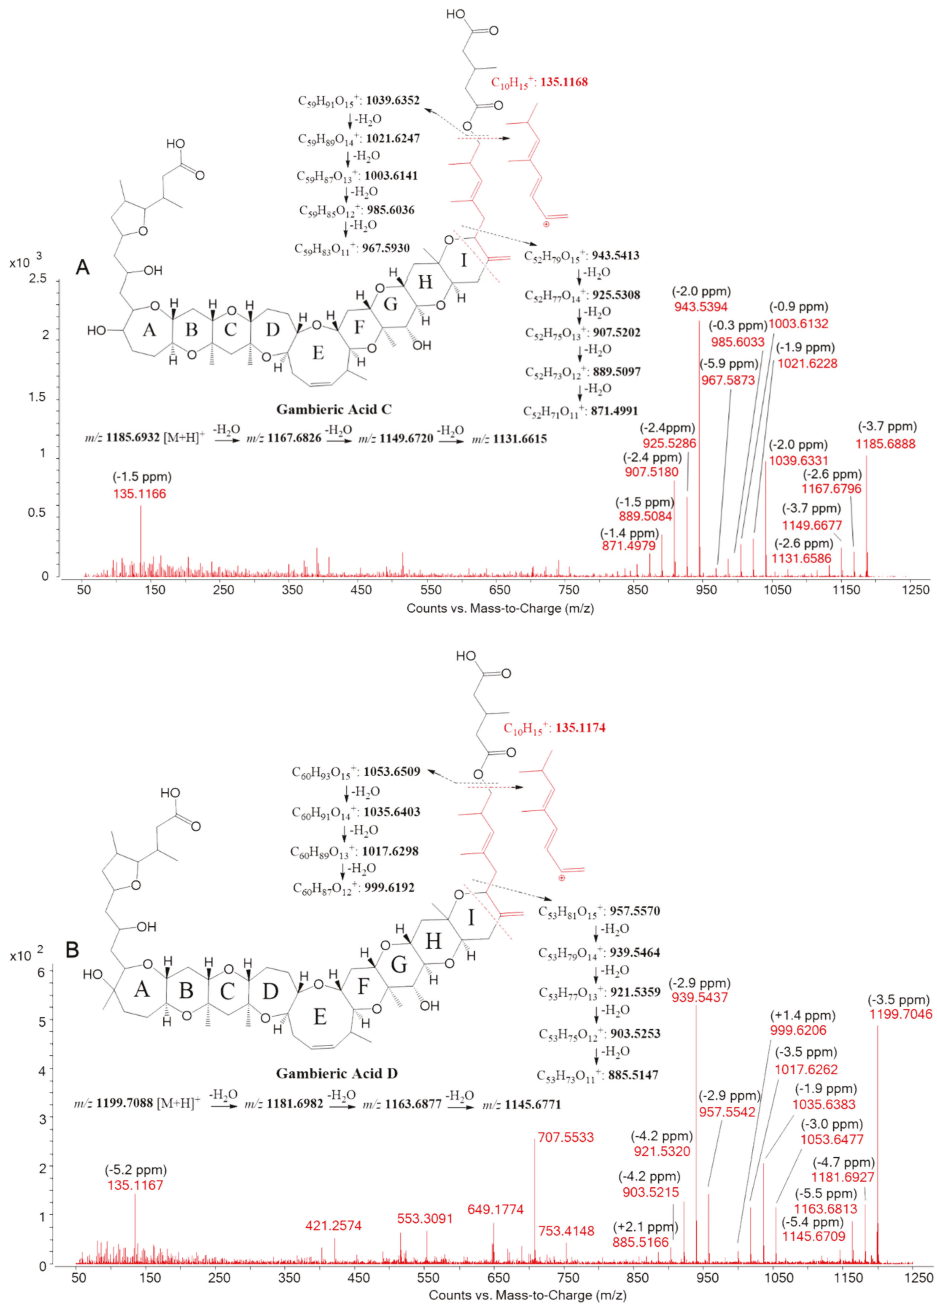 HO
O
O
O
C10H15+: 135.1168
C59H91O15+: 1039.6352
-H2O
C59H89O14+: 1021.6247
-H2O
C59H87O13+: 1003.6141
-H2O
C59H85O12+: 985.6036
-H2O
C59H83O11+: 967.5930
HO
O
O
OH
HO
A B C D E F G H I
OH
C52H79O15+: 943.5413
-H2O
C52H77O14+: 925.5308
-H2O
C52H75O13+: 907.5202
-H2O
C52H73O12+: 889.5097
-H2O
C52H71O11+: 871.4991
Gambieric Acid C
m/z 1185.6932 [M+H]+ -H2O m/z 1167.6826 -H2O m/z 1149.6720 -H2O m/z 1131.6615
A
x10 3
2.5
2
1.5
1
0.5
0
(-1.5 ppm)
135.1166
(-1.4 ppm)
871.4979
(-1.5 ppm)
889.5084
(-2.4 ppm)
907.5180
(-2.4ppm)
925.5286
(-2.0 ppm)
943.5394
(-5.9 ppm)
967.5873
(-0.3 ppm)
985.6033
(-0.9 ppm)
1003.6132
(-1.9 ppm)
1021.6228
(-2.0 ppm)
1039.6331
(-2.6 ppm)
1131.6586
(-3.7 ppm)
1149.6677
(-2.6 ppm)
1167.6796
(-3.7 ppm)
1185.6888
50 150 250 350 450 550 650 750 850 950 1050 1150 1250
Counts vs. Mass-to-Charge (m/z)
HO
O
O
O
C10H15+: 135.1174
C60H93O15+: 1053.6509
-H2O
C60H91O14+: 1035.6403
-H2O
C60H89O13+: 1017.6298
-H2O
C60H87O12+: 999.6192
HO
O
O
OH
HO
A B C D E F G H I
OH
C53H81O15+: 957.5570
-H2O
C53H79O14+: 939.5464
-H2O
C53H77O13+: 921.5359
-H2O
C53H75O12+: 903.5253
-H2O
C53H73O11+: 885.5147
Gambieric Acid D
m/z 1199.7088 [M+H]+ -H2O m/z 1181.6982 -H2O m/z 1163.6877 -H2O m/z 1145.6771
B
x10 2
6
5
4
3
2
1
0
(-5.2 ppm)
135.1167
421.2574
553.3091
649.1774
707.5533
753.4148
(+2.1 ppm)
885.5166
(-4.2 ppm)
903.5215
(-4.2 ppm)
921.5320
(-2.9 ppm)
939.5437
(-2.9 ppm)
957.5542
(+1.4 ppm)
999.6206
(-3.5 ppm)
1017.6262
(-1.9 ppm)
1035.6383
(-3.0 ppm)
1053.6477
(-5.4 ppm)
1145.6709
(-5.5 ppm)
1163.6813
(-4.7 ppm)
1181.6927
(-3.5 ppm)
1199.7046
50 150 250 350 450 550 650 750 850 950 1050 1150 1250
Counts vs. Mass-to-Charge (m/z)